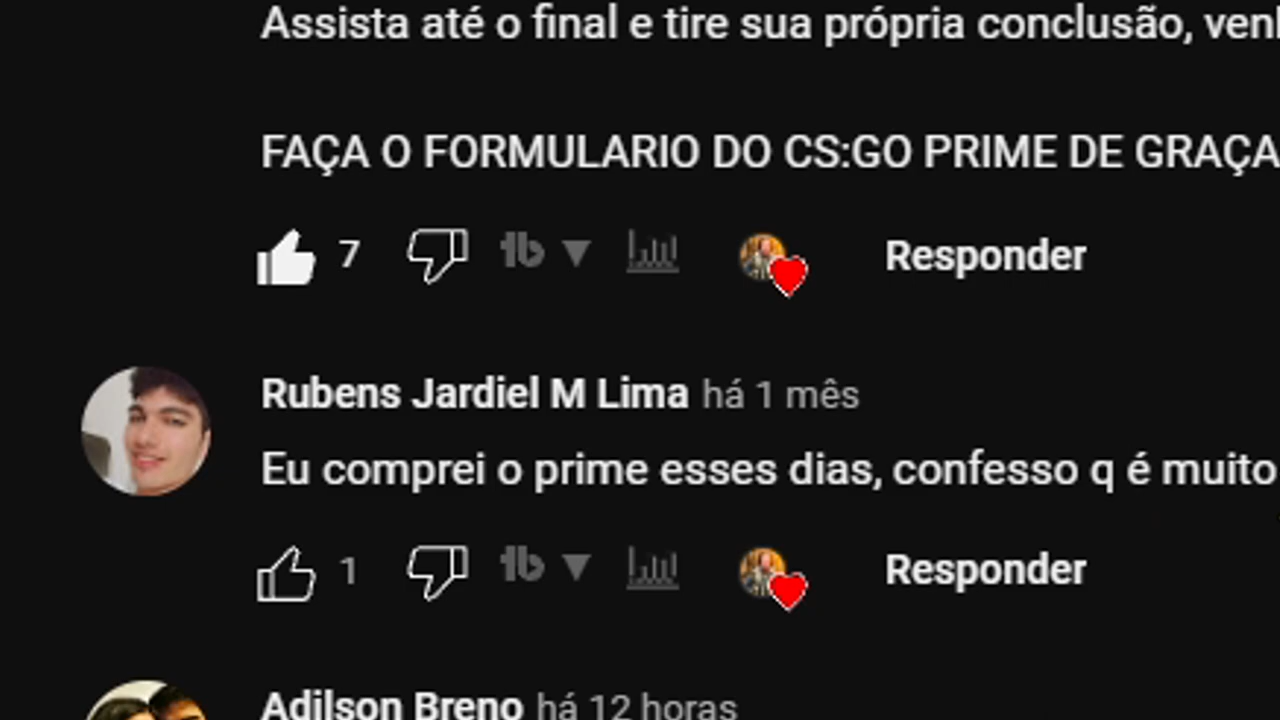 Assista até o final e tire sua própria conclusão,
FAÇA O FORMULARIO DO CS:GO PRIME DE GRAÇA
7
Responder
Rubens Jardiel M Lima há 1 mês
Eu comprei o prime esses dias, confesso q é muito
1
Responder
Adilson Breno há 12 horas